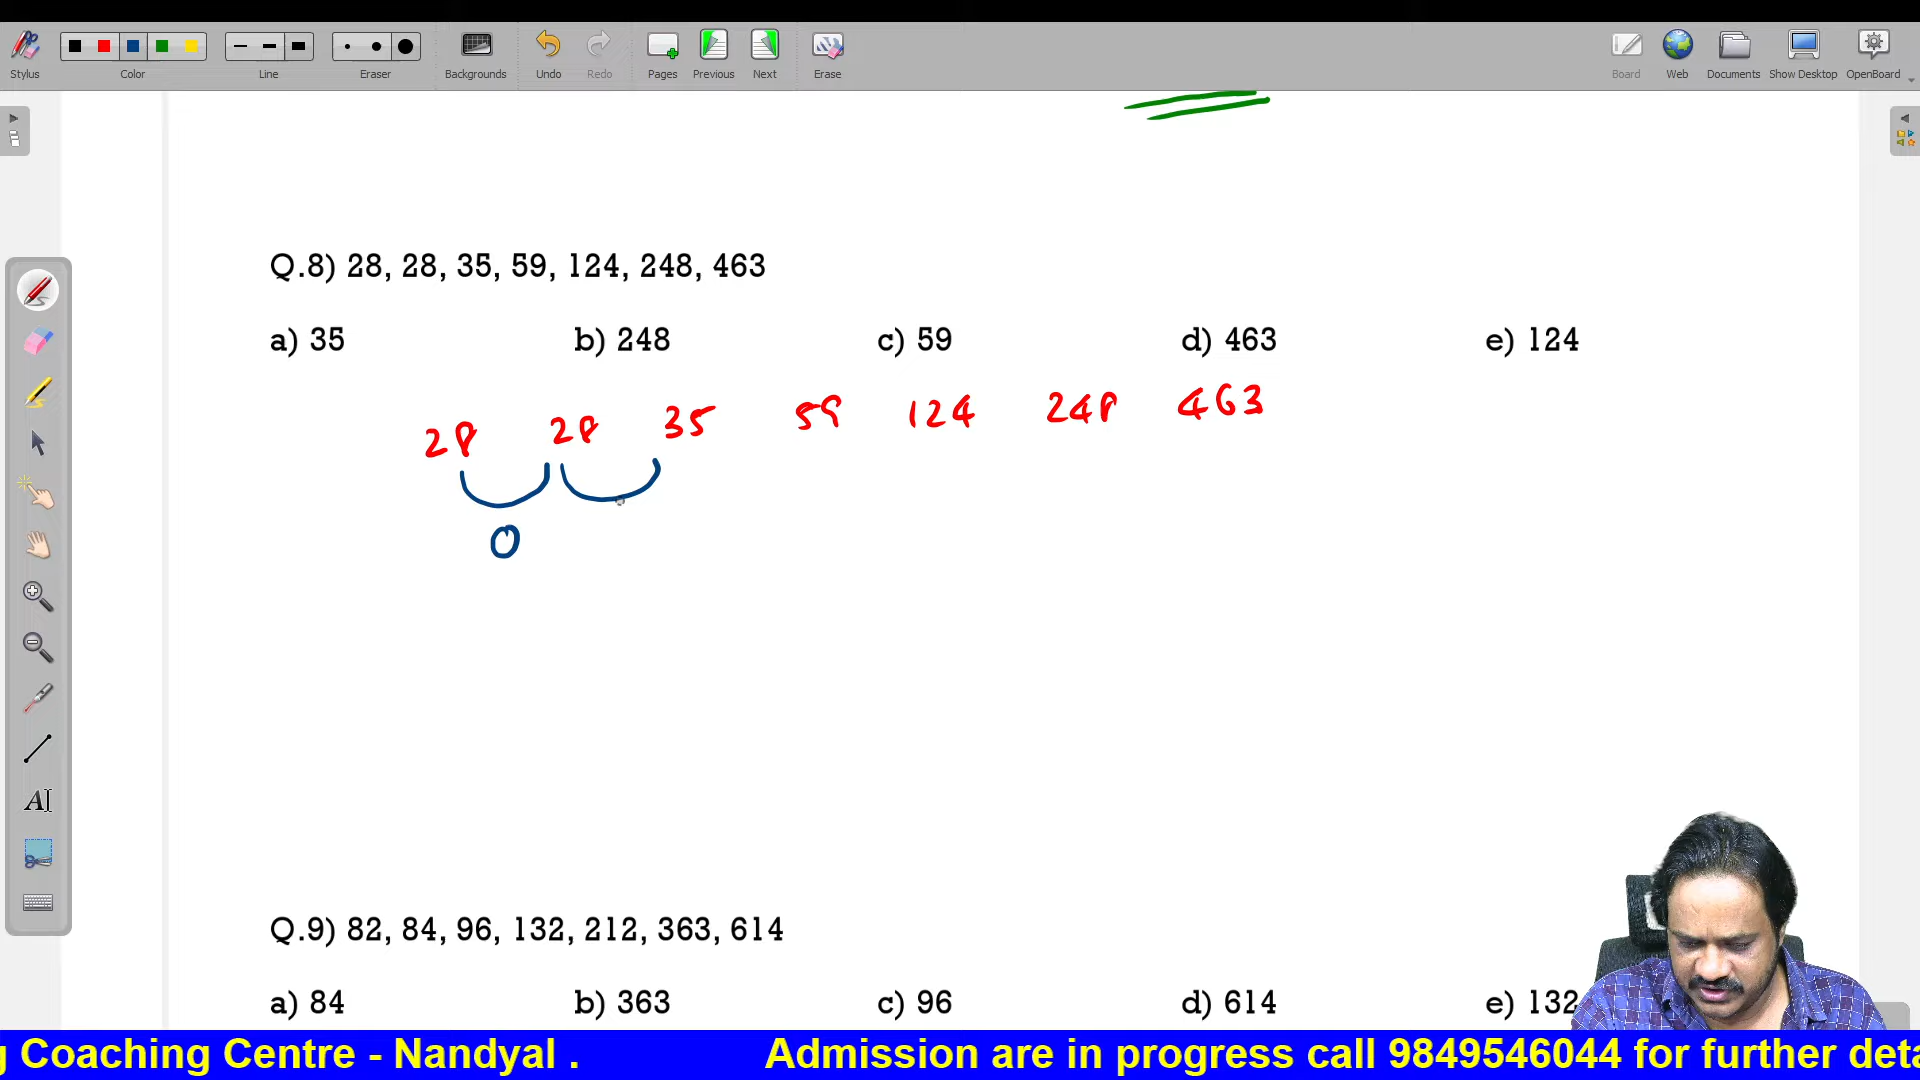 Stylus
Color
Line
Eraser
Backgrounds
Undo
Redo
Pages
Previous
Next
Erase
Board
Web
Documents
Show Desktop
OpenBoard
Q.8) 28, 28, 35, 59, 124, 248, 463
a) 35 b) 248 c) 59 d) 463 e) 124
28 28 35 59 124 248 463
0
Q.9) 82, 84, 96, 132, 212, 363, 614
a) 84 b) 363 c) 96 d) 614 e) 132
g Coaching Centre - Nandyal . Admission are in progress call 9849546044 for further deta